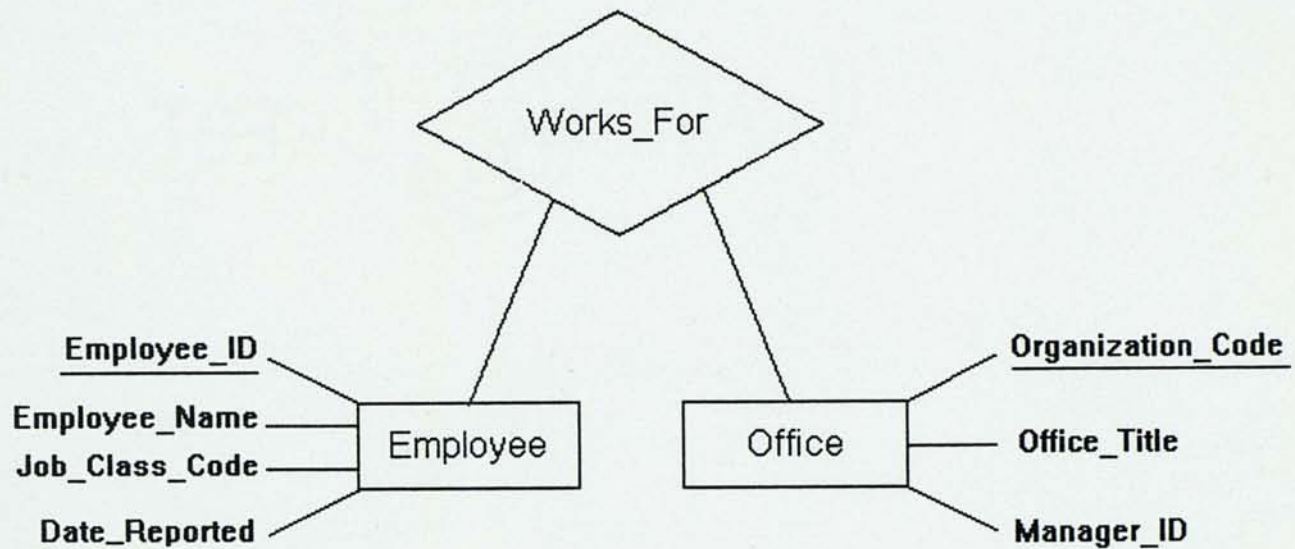 Works_For
Employee_ID
Employee_Name
Job_Class_Code
Date_Reported
Employee
Office
Organization_Code
Office_Title
Manager_ID